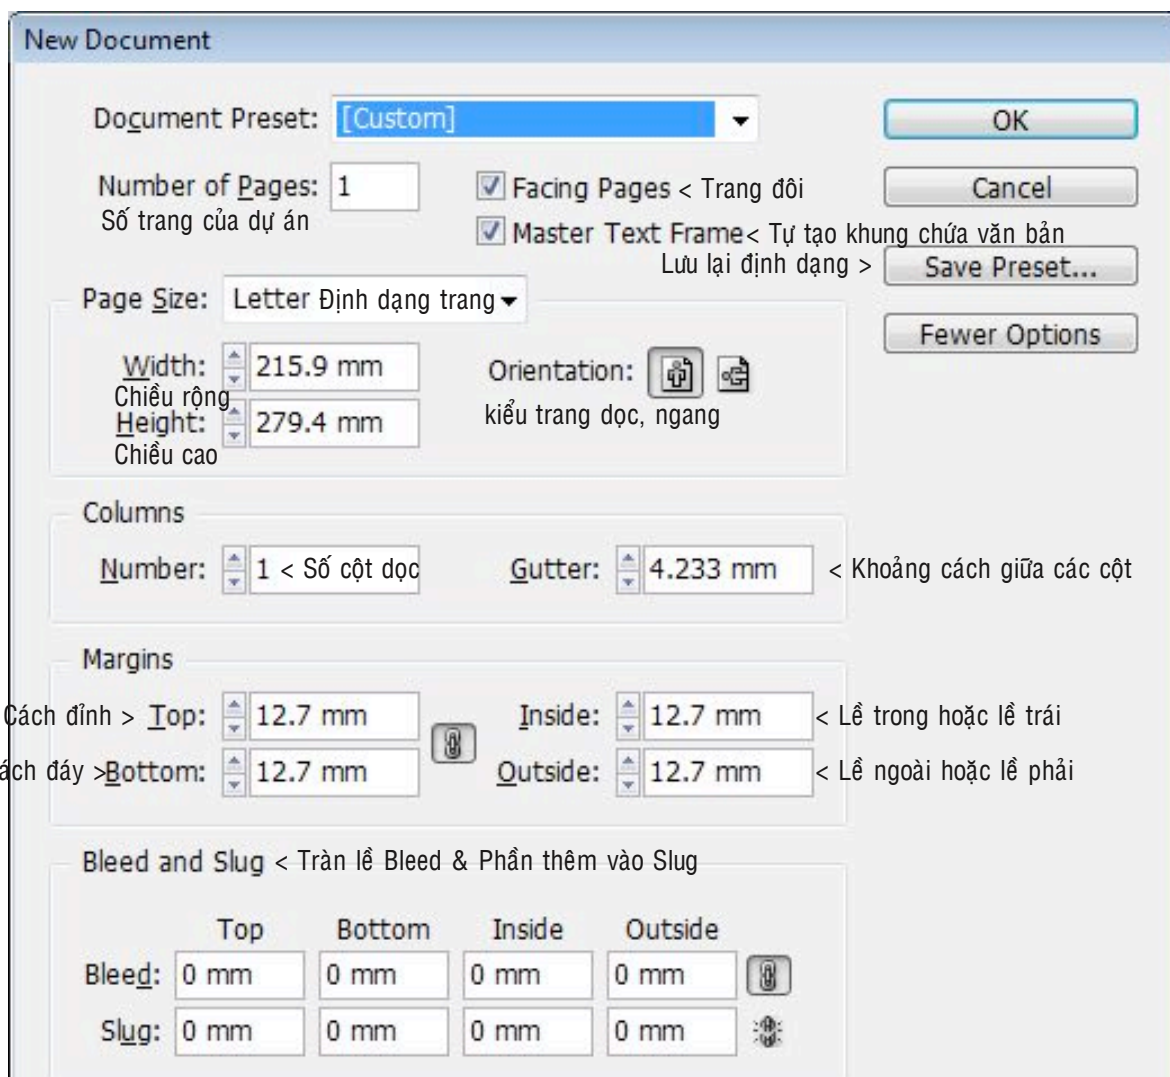 New Document
Document Preset: [Custom] OK
Number of Pages: 1 Facing Pages < Trang đôi Cancel
Số trang của dự án
Master Text Frame< Tự tạo khung chứa văn bản
Lưu lại định dạng > Save Preset...
Page Size: Letter Định dạng trang
Fewer Options
Width: 215.9 mm Orientation:
Chiều rộng
Height: 279.4 mm kiểu trang dọc, ngang
Chiều cao
Columns
Number: 1 < Số cột dọc Gutter: 4.233 mm < Khoảng cách giữa các cột
Margins
Cách đỉnh > Top: 12.7 mm Inside: 12.7 mm < Lề trong hoặc lề trái
ách đáy >Bottom: 12.7 mm Outside: 12.7 mm < Lề ngoài hoặc lề phải
Bleed and Slug < Tràn lề Bleed & Phần thêm vào Slug
Top Bottom Inside Outside
Bleed: 0 mm 0 mm 0 mm 0 mm
Slug: 0 mm 0 mm 0 mm 0 mm